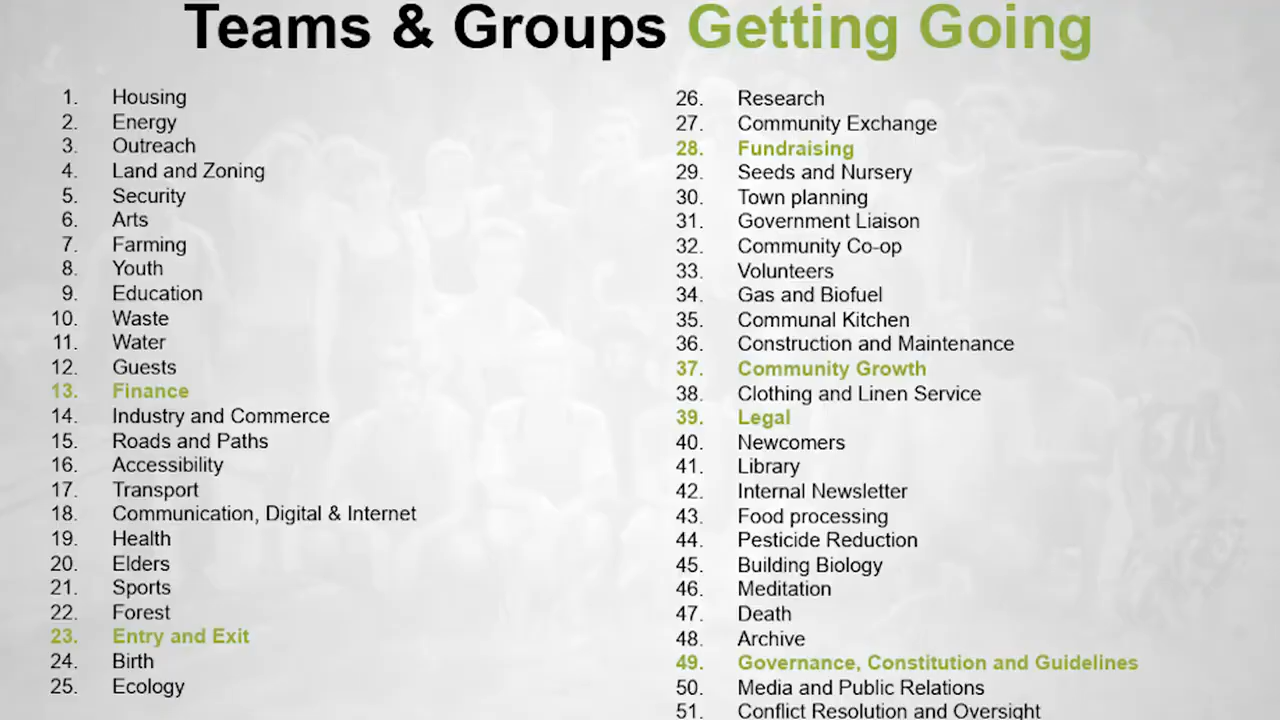 Teams & Groups Getting Going
1. Housing
2. Energy
3. Outreach
4. Land and Zoning
5. Security
6. Arts
7. Farming
8. Youth
9. Education
10. Waste
11. Water
12. Guests
13. Finance
14. Industry and Commerce
15. Roads and Paths
16. Accessibility
17. Transport
18. Communication, Digital & Internet
19. Health
20. Elders
21. Sports
22. Forest
23. Entry and Exit
24. Birth
25. Ecology
26. Research
27. Community Exchange
28. Fundraising
29. Seeds and Nursery
30. Town planning
31. Government Liaison
32. Community Co-op
33. Volunteers
34. Gas and Biofuel
35. Communal Kitchen
36. Construction and Maintenance
37. Community Growth
38. Clothing and Linen Service
39. Legal
40. Newcomers
41. Library
42. Internal Newsletter
43. Food processing
44. Pesticide Reduction
45. Building Biology
46. Meditation
47. Death
48. Archive
49. Governance, Constitution and Guidelines
50. Media and Public Relations
51. Conflict Resolution and Oversight